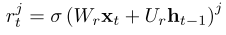 $r_t^j = \sigma \left( W_r \mathbf{x}_t + U_r \mathbf{h}_{t-1} \right)^j$